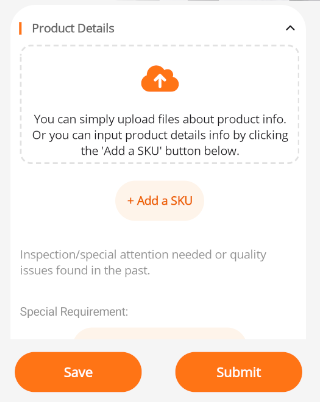 Product Details
You can simply upload files about product info.
Or you can input product details info by clicking
the 'Add a SKU' button below.
+ Add a SKU
Inspection/special attention needed or quality
issues found in the past.
Special Requirement:
Save
Submit